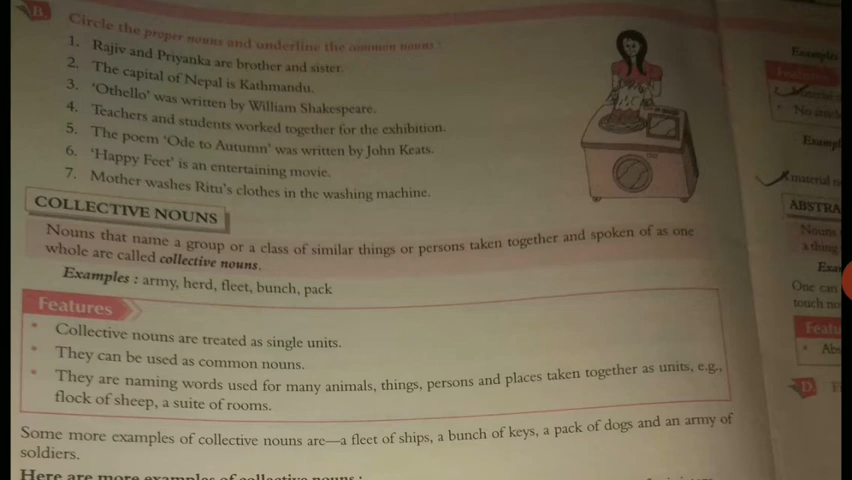 B. Circle the proper nouns and underline the common nouns :
1. Rajiv and Priyanka are brother and sister.
2. The capital of Nepal is Kathmandu.
3. 'Othello' was written by William Shakespeare.
4. Teachers and students worked together for the exhibition.
5. The poem 'Ode to Autumn' was written by John Keats.
6. 'Happy Feet' is an entertaining movie.
7. Mother washes Ritu's clothes in the washing machine.
COLLECTIVE NOUNS
Nouns that name a group or a class of similar things or persons taken together and spoken of as one
whole are called collective nouns.
Examples : army, herd, fleet, bunch, pack
Features
• Collective nouns are treated as single units.
• They can be used as common nouns.
• They are naming words used for many animals, things, persons and places taken together as units, e.g.,
flock of sheep, a suite of rooms.
Some more examples of collective nouns are—a fleet of ships, a bunch of keys, a pack of dogs and an army of
soldiers.
Here are more examples of collective nouns :
Examples
Features
• No
material
Nouns
a thing
One can
touch
D.